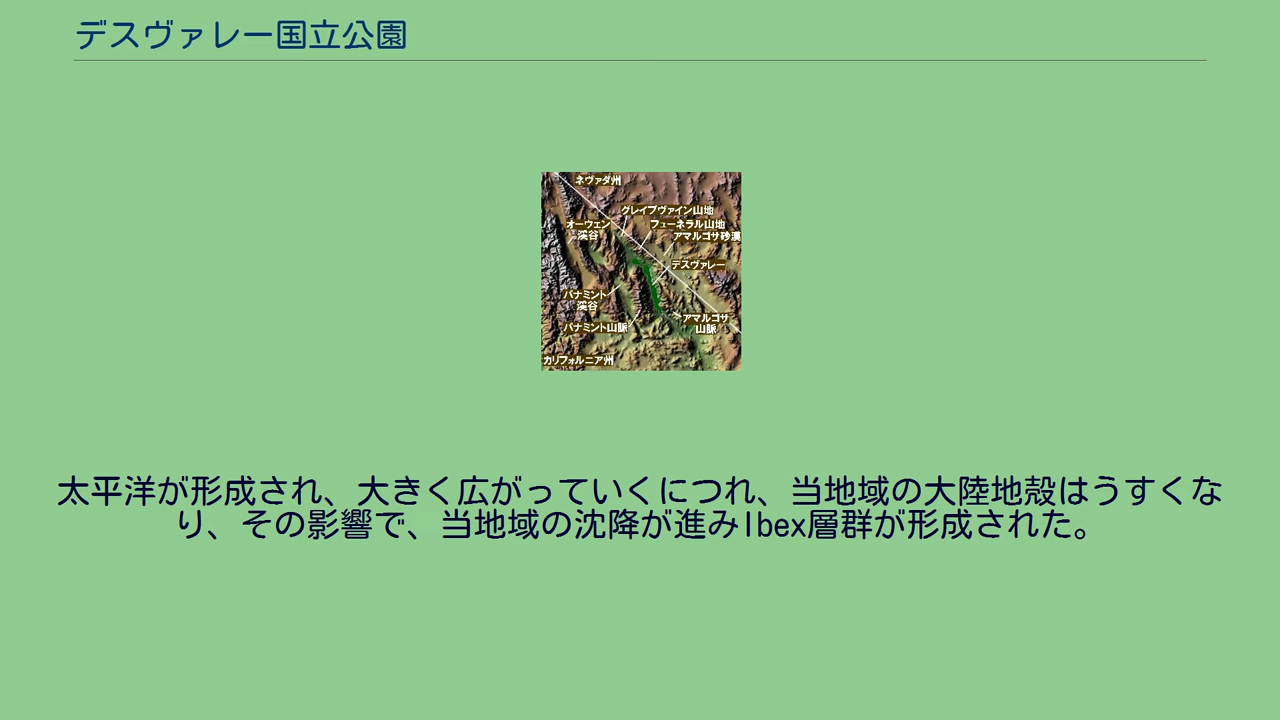 デスヴァレー国立公園
ネヴァダ州
グレイプヴァイン山地
オーウェン
渓谷
フューネラル山地
アマルゴサ砂漠
デスヴァレー
パナミント
渓谷
アマルゴサ
山脈
パナミント山脈
カリフォルニア州
太平洋が形成され、大きく広がっていくにつれ、当地域の大陸地殻はうすくな
り、その影響で、当地域の沈降が進みIbex層群が形成された。